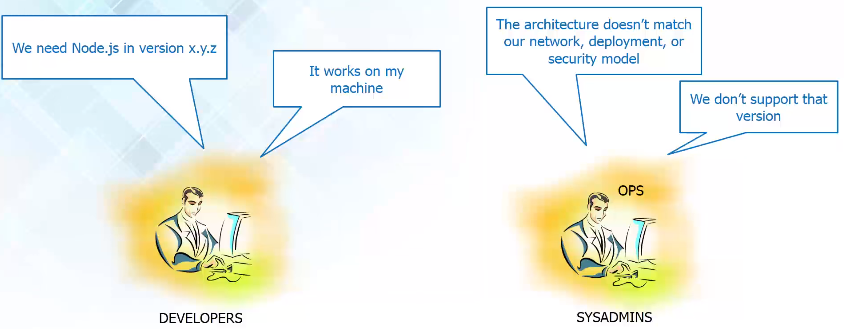 We need Node.js in version x.y.z
It works on my
machine
The architecture doesn't match
our network, deployment, or
security model
We don't support that
version
OPS
DEVELOPERS
SYSADMINS